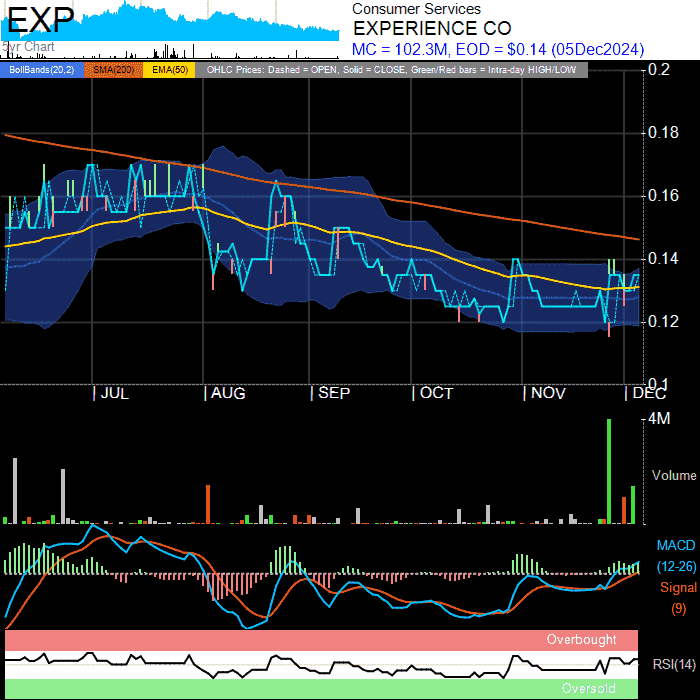 EXP
5yr Chart
Consumer Services
EXPERIENCE CO
MC = 102.3M, EOD = $0.14 (05Dec2024)
BollBands(20,2) SMA(200) EMA(50) OHLC Prices: Dashed = OPEN, Solid = CLOSE, Green/Red bars = Intra-day HIGH/LOW
0.2
0.18
0.16
0.14
0.12
0.1
JUL AUG SEP OCT NOV DEC
4M
Volume
MACD
(12-26)
Signal
(9)
Overbought
RSI(14)
Oversold